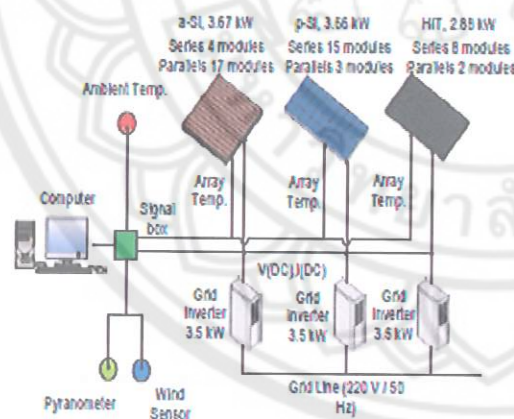 a-Si, 3.67 kW
Series 4 modules
Parallels 17 modules
p-Si, 3.66 kW
Series 15 modules
Parallels 3 modules
HIT, 2.88 kW
Series 8 modules
Parallels 2 modules
Ambient Temp.
Array
Temp.
Array
Temp.
Array
Temp.
Computer
Signal
box
V(DC),I(DC)
Grid
Inverter
3.5 kW
Grid
Inverter
3.5 kW
Grid
Inverter
3.5 kW
Pyranometer
Wind
Sensor
Grid Line (220 V / 50
Hz)